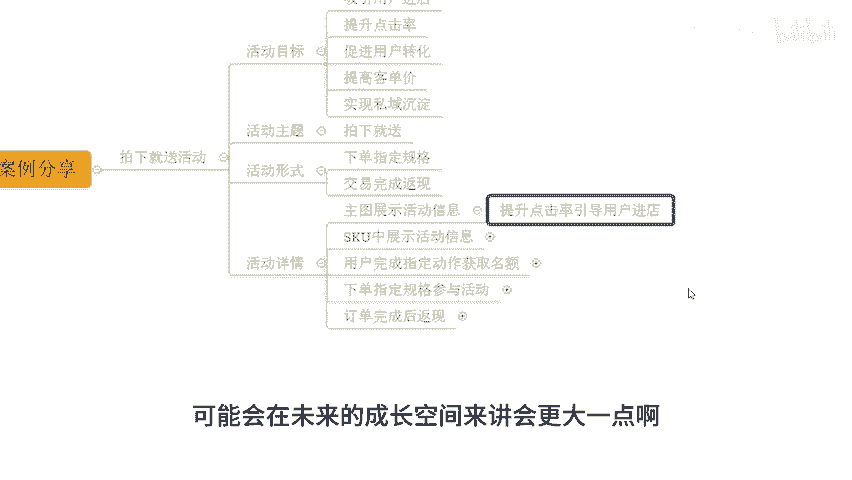 提升点击率
活动目标
促进用户转化
提高客单价
实现私域沉淀
活动主题
拍下就送
案例分享
拍下就送活动
下单指定规格
活动形式
交易完成返现
主图展示活动信息
提升点击率引导用户进店
SKU中展示活动信息
活动详情
用户完成指定动作获取名额
下单指定规格参与活动
订单完成后返现
可能会在未来的成长空间来讲会更大一点啊